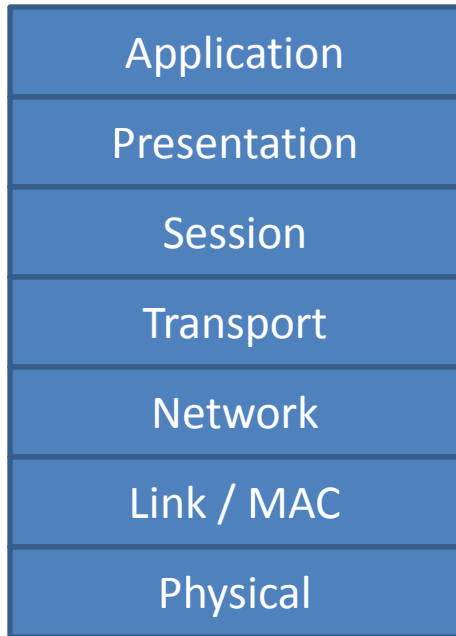 Application
Presentation
Session
Transport
Network
Link / MAC
Physical